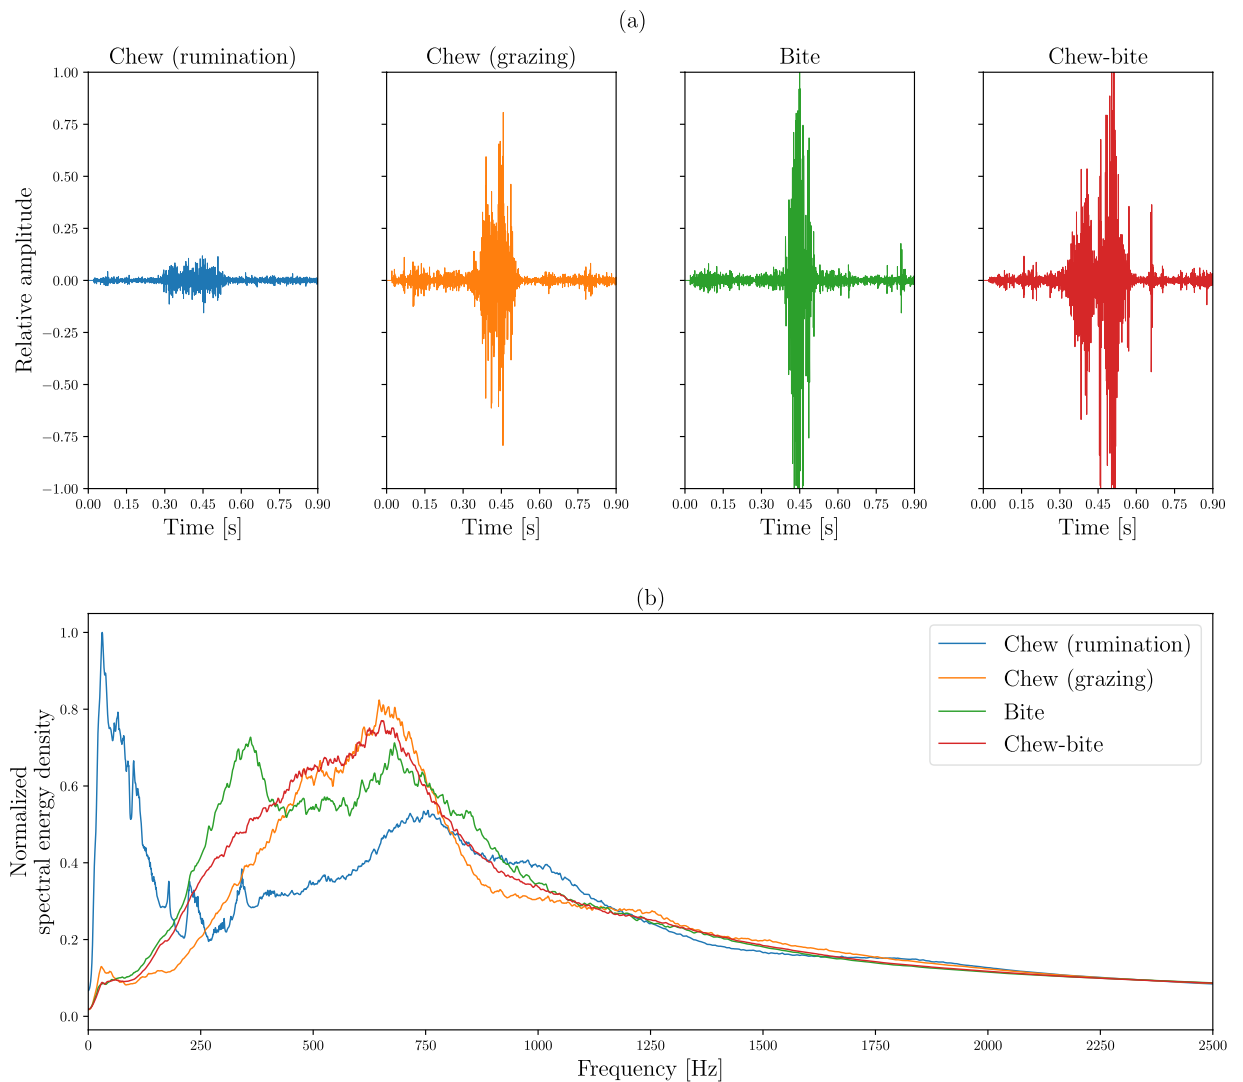 (a)
Chew (rumination) Chew (grazing) Bite Chew-bite
1.00
0.75
0.50
0.25
0.00
−0.25
−0.50
−0.75
−1.00
Relative amplitude
0.00 0.15 0.30 0.45 0.60 0.75 0.90 0.00 0.15 0.30 0.45 0.60 0.75 0.90 0.00 0.15 0.30 0.45 0.60 0.75 0.90 0.00 0.15 0.30 0.45 0.60 0.75 0.90
Time [s] Time [s] Time [s] Time [s]
(b)
Normalized
spectral energy density
1.0
0.8
0.6
0.4
0.2
0.0
Chew (rumination)
Chew (grazing)
Bite
Chew-bite
0 250 500 750 1000 1250 1500 1750 2000 2250 2500
Frequency [Hz]